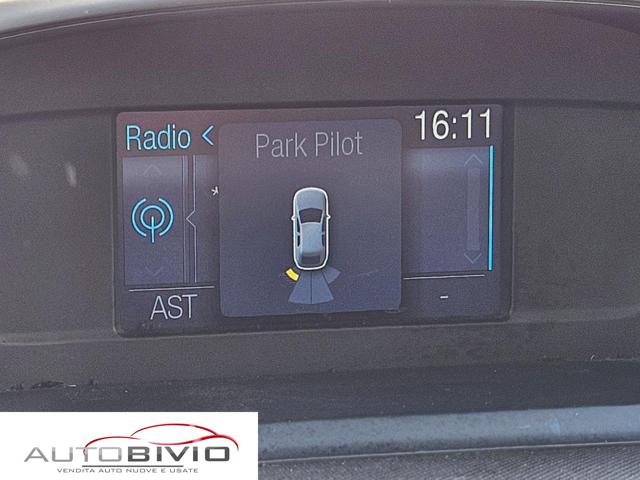 Radio <
16:11
Park Pilot
*
AST
-
AUTOBIVIO
VENDITA AUTO NUOVE E USATE